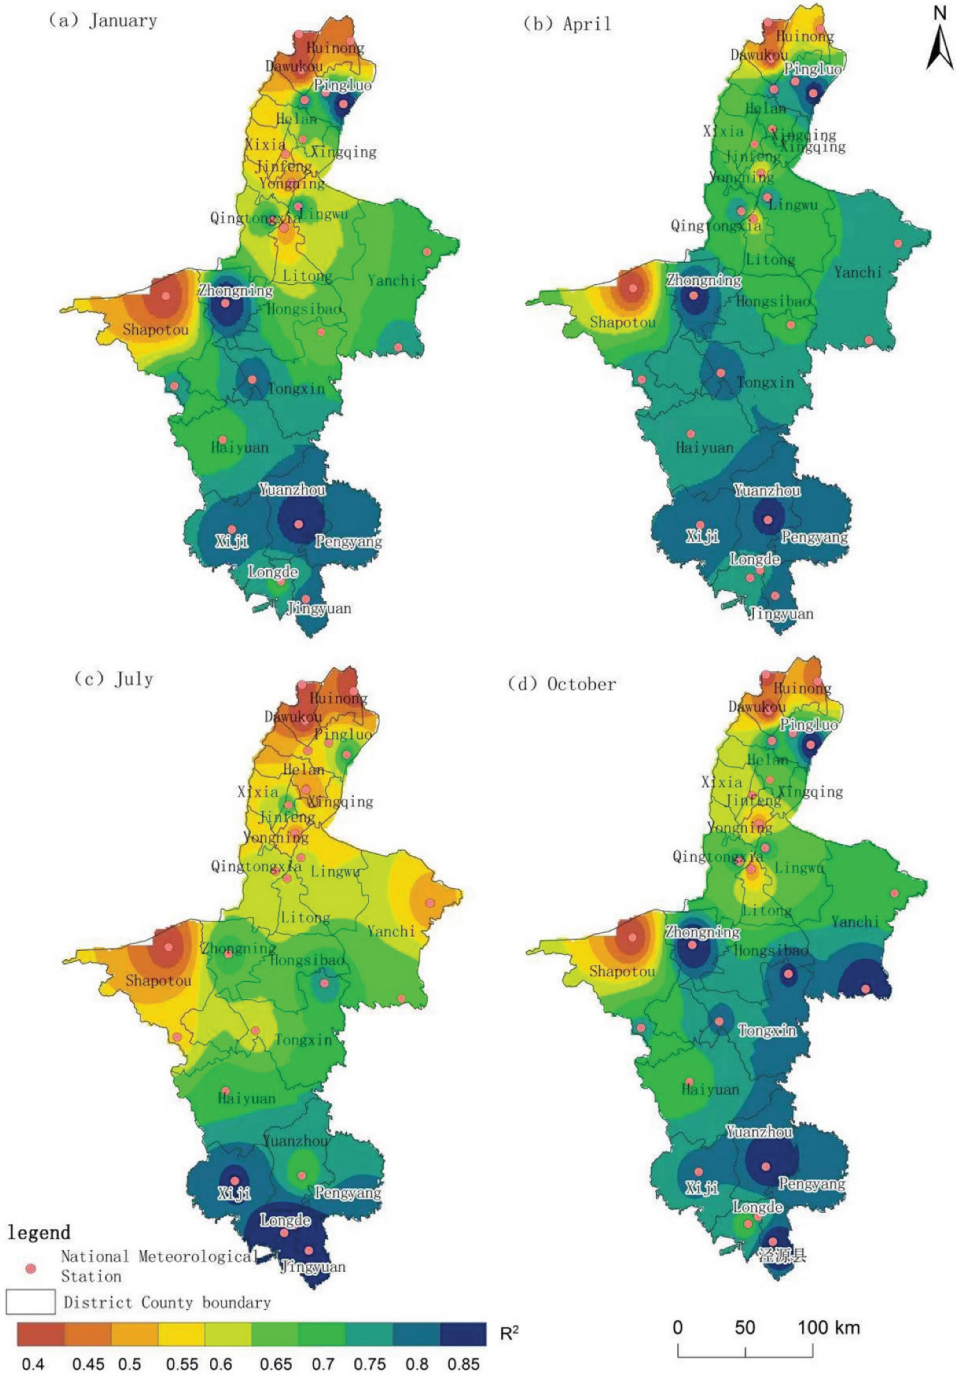 (a) January
Huinong
Dawukou
Pingluo
Helan
Xixia
Xingqing
Jinfeng
Yongning
Qingtongxia
Lingwu
Litong
Yanchi
Zhongning
Hongsibao
Shapotou
Tongxin
Haiyuan
Yuanzhou
Xiji
Pengyang
Longde
Jingyuan
(b) April
N
Huinong
Dawukou
Pingluo
Helan
Xixia
Xingqing
Xingqing
Jinfeng
Yongning
Lingwu
Qingtongxia
Litong
Yanchi
Zhongning
Hongsibao
Shapotou
Tongxin
Haiyuan
Yuanzhou
Xiji
Pengyang
Longde
Jingyuan
(c) July
Huinong
Dawukou
Pingluo
Helan
Xixia
Xingqing
Jinfeng
Yongning
Qingtongxia
Lingwu
Litong
Yanchi
Zhongning
Hongsibao
Shapotou
Tongxin
Haiyuan
Yuanzhou
Xiji
Pengyang
Longde
Jingyuan
(d) October
Huinong
Dawukou
Pingluo
Helan
Xixia
Xingqing
Jinfeng
Yongning
Qingtongxia
Lingwu
Litong
Yanchi
Zhongning
Hongsibao
Shapotou
Tongxin
Haiyuan
Yuanzhou
Xiji
Pengyang
Longde
泾源县
legend
National Meteorological
Station
District County boundary
R²
0.4 0.45 0.5 0.55 0.6 0.65 0.7 0.75 0.8 0.85
0 50 100 km